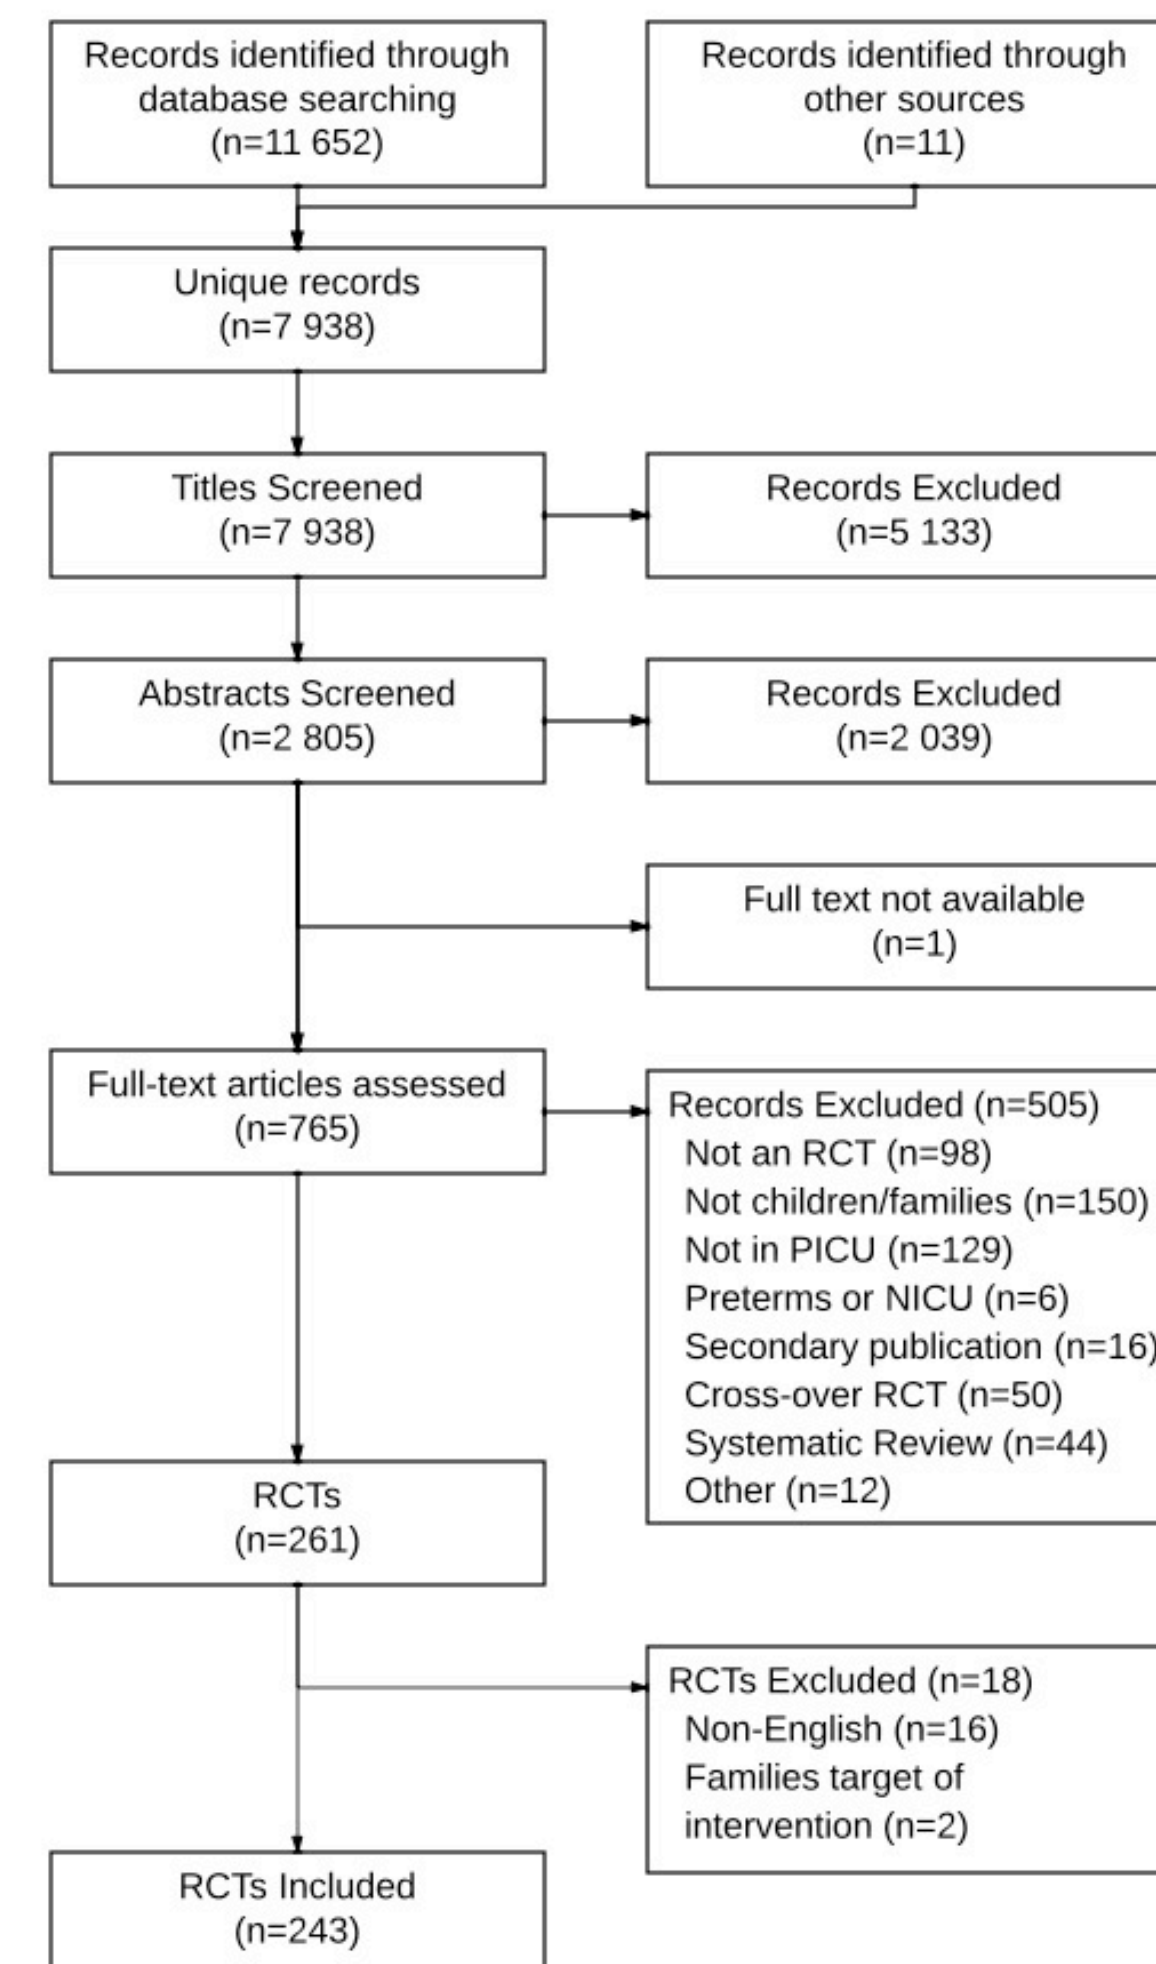 Records identified through
database searching
(n=11 652)
Records identified through
other sources
(n=11)
Unique records
(n=7 938)
Titles Screened
(n=7 938)
Records Excluded
(n=5 133)
Abstracts Screened
(n=2 805)
Records Excluded
(n=2 039)
Full text not available
(n=1)
Full-text articles assessed
(n=765)
Records Excluded (n=505)
Not an RCT (n=98)
Not children/families (n=150)
Not in PICU (n=129)
Preterms or NICU (n=6)
Secondary publication (n=16)
Cross-over RCT (n=50)
Systematic Review (n=44)
Other (n=12)
RCTs
(n=261)
RCTs Excluded (n=18)
Non-English (n=16)
Families target of
intervention (n=2)
RCTs Included
(n=243)